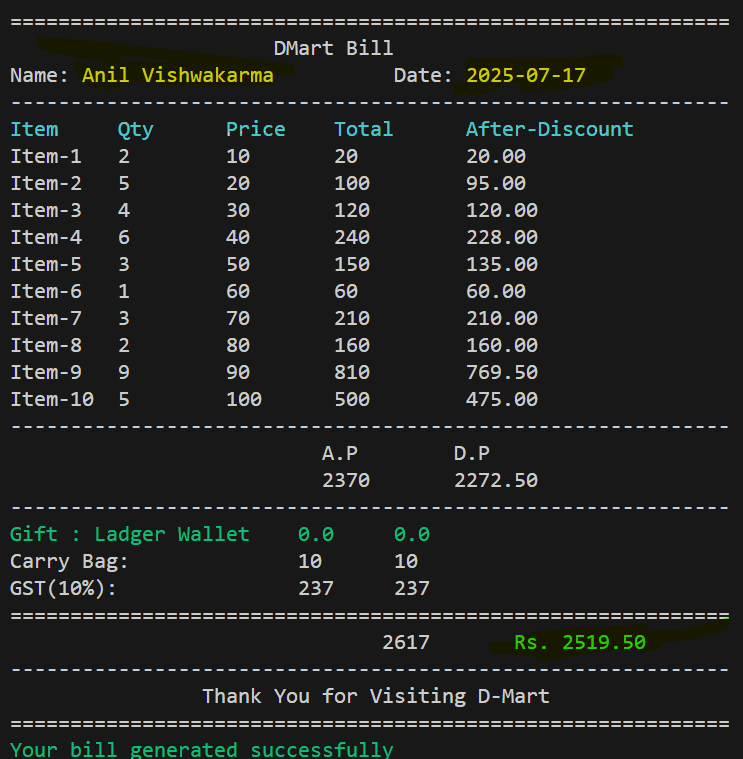 ============================================================
DMart Bill
Name: Anil Vishwakarma Date: 2025-07-17
------------------------------------------------------------
Item Qty Price Total After-Discount
Item-1 2 10 20 20.00
Item-2 5 20 100 95.00
Item-3 4 30 120 120.00
Item-4 6 40 240 228.00
Item-5 3 50 150 135.00
Item-6 1 60 60 60.00
Item-7 3 70 210 210.00
Item-8 2 80 160 160.00
Item-9 9 90 810 769.50
Item-10 5 100 500 475.00
------------------------------------------------------------
A.P D.P
2370 2272.50
------------------------------------------------------------
Gift : Ladger Wallet 0.0 0.0
Carry Bag: 10 10
GST(10%): 237 237
============================================================
2617 Rs. 2519.50
------------------------------------------------------------
Thank You for Visiting D-Mart
============================================================
Your bill generated successfully